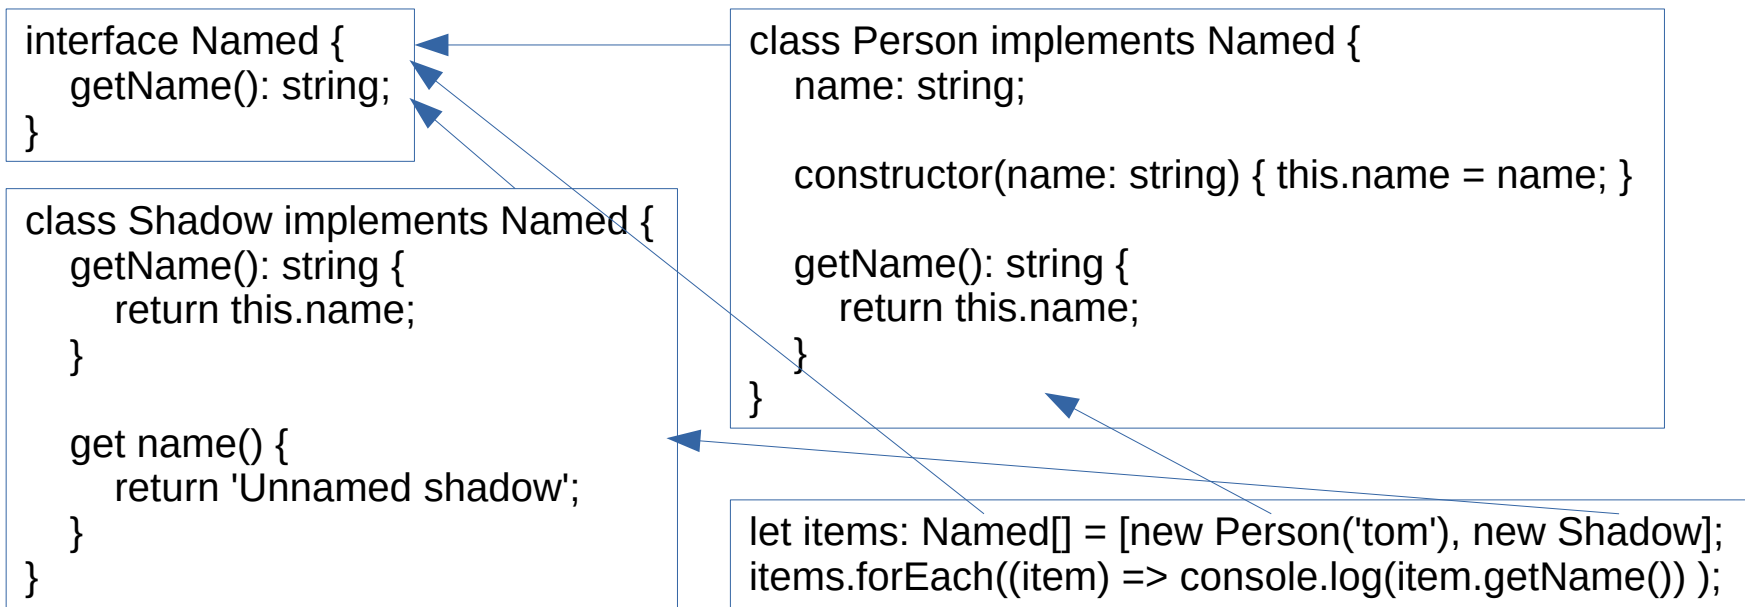 interface Named {
getName(): string;
}
class Shadow implements Named {
getName(): string {
return this.name;
}
get name() {
return 'Unnamed shadow';
}
}
class Person implements Named {
name: string;
constructor(name: string) { this.name = name; }
getName(): string {
return this.name;
}
}
let items: Named[] = [new Person('tom'), new Shadow];
items.forEach((item) => console.log(item.getName()) );